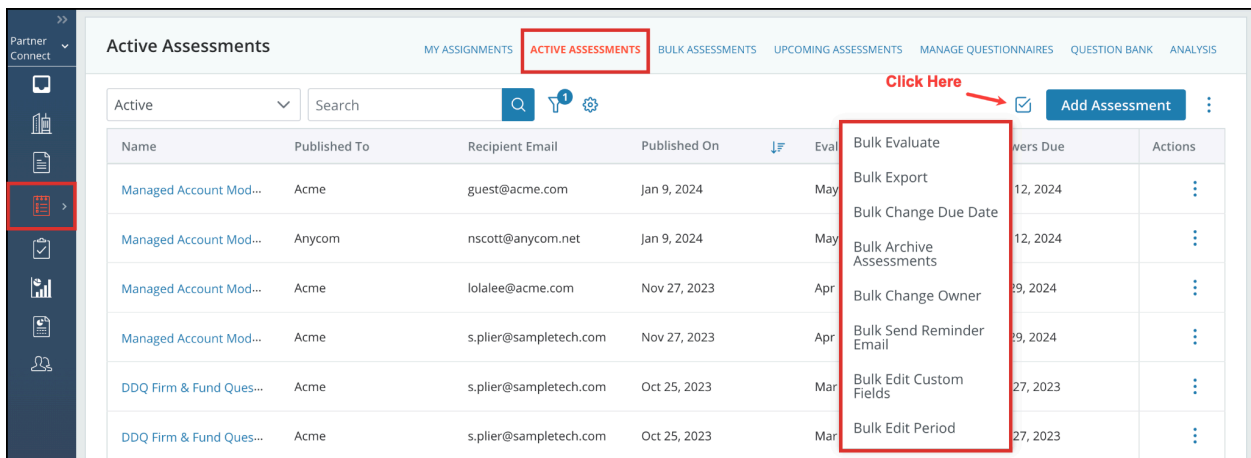 Partner
Connect
Active Assessments
MY ASSIGNMENTS
ACTIVE ASSESSMENTS
BULK ASSESSMENTS
UPCOMING ASSESSMENTS
MANAGE QUESTIONNAIRES
QUESTION BANK
ANALYSIS
Click Here
Active
Search
1
Add Assessment
Name
Published To
Recipient Email
Published On
Eval
wers Due
Actions
Managed Account Mod...
Acme
guest@acme.com
Jan 9, 2024
May
12, 2024
Managed Account Mod...
Anycom
nscott@anycom.net
Jan 9, 2024
May
12, 2024
Managed Account Mod...
Acme
lolalee@acme.com
Nov 27, 2023
Apr
29, 2024
Managed Account Mod...
Acme
s.plier@sampletech.com
Nov 27, 2023
Apr
29, 2024
DDQ Firm & Fund Ques...
Acme
s.plier@sampletech.com
Oct 25, 2023
Mar
27, 2023
DDQ Firm & Fund Ques...
Acme
s.plier@sampletech.com
Oct 25, 2023
Mar
27, 2023
Bulk Evaluate
Bulk Export
Bulk Change Due Date
Bulk Archive
Assessments
Bulk Change Owner
Bulk Send Reminder
Email
Bulk Edit Custom
Fields
Bulk Edit Period